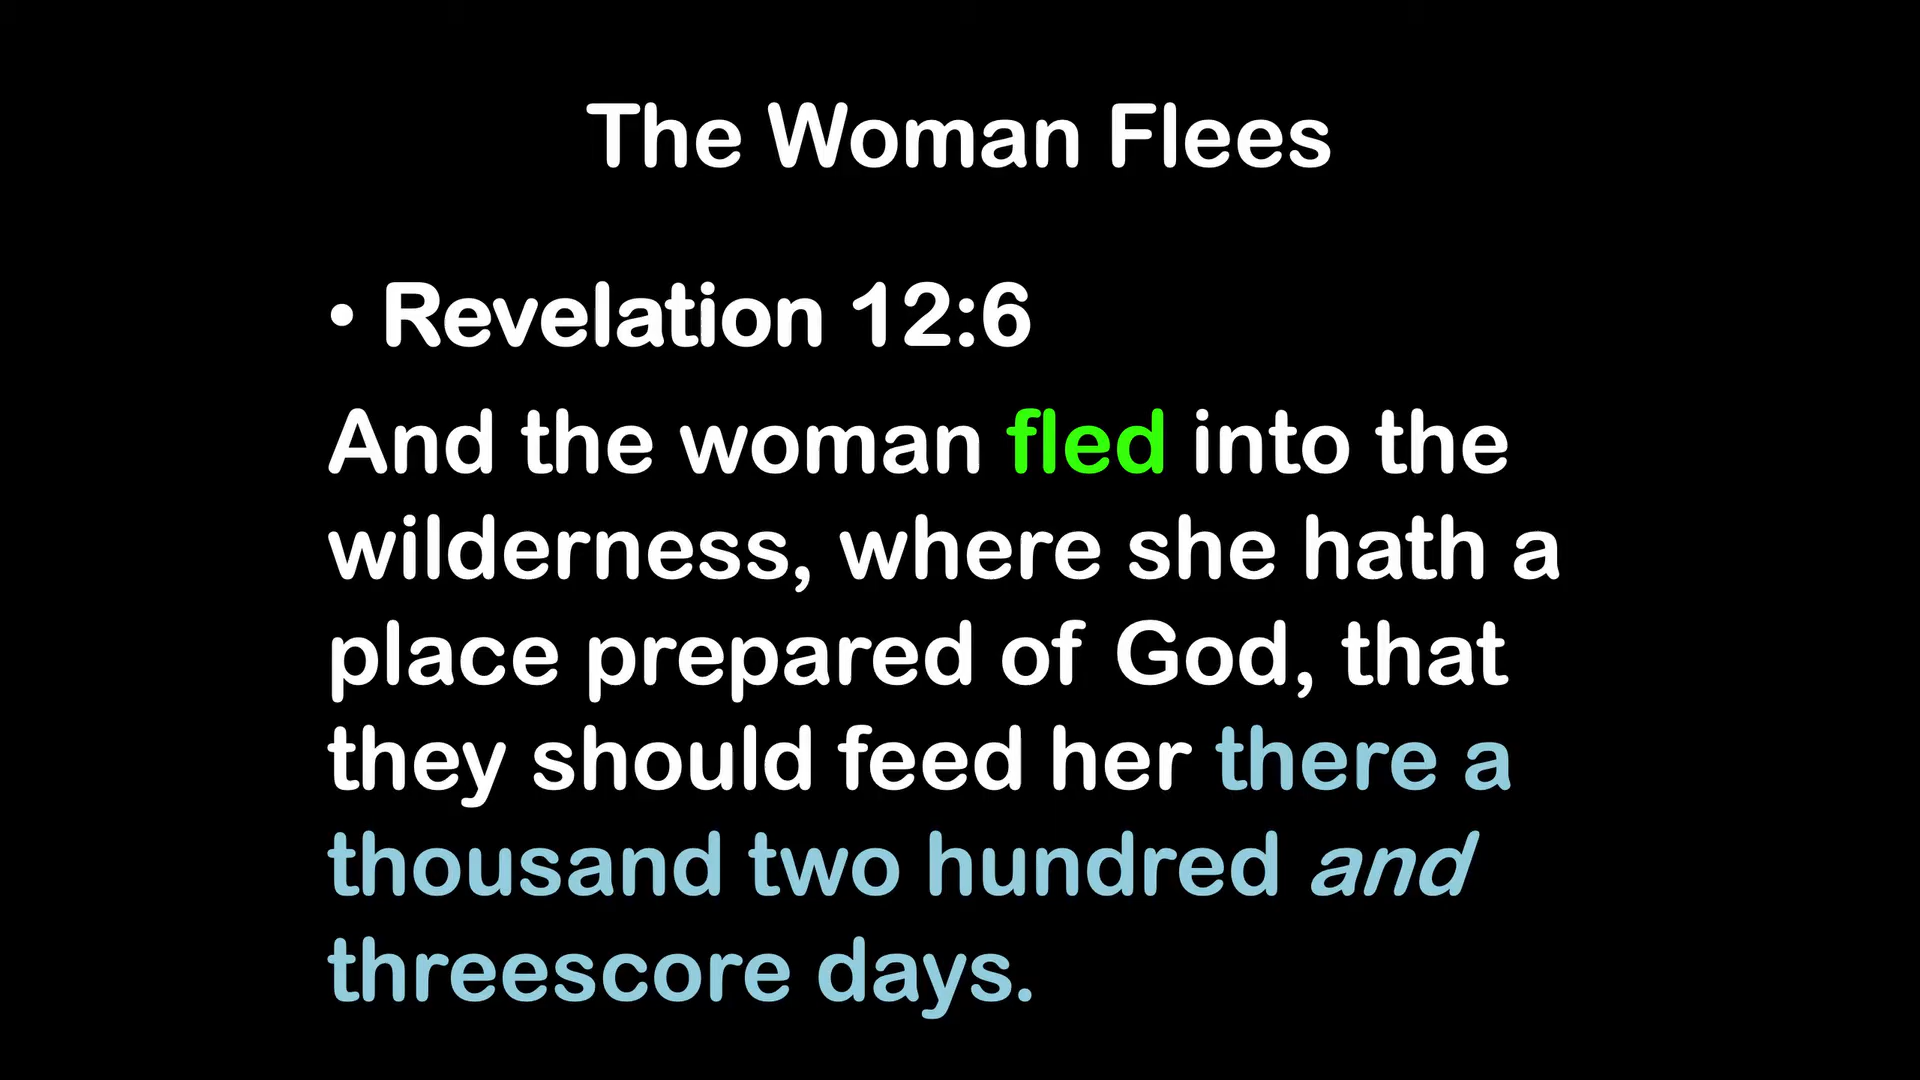 The Woman Flees
• Revelation 12:6
And the woman fled into the
wilderness, where she hath a
place prepared of God, that
they should feed her there a
thousand two hundred and
threescore days.